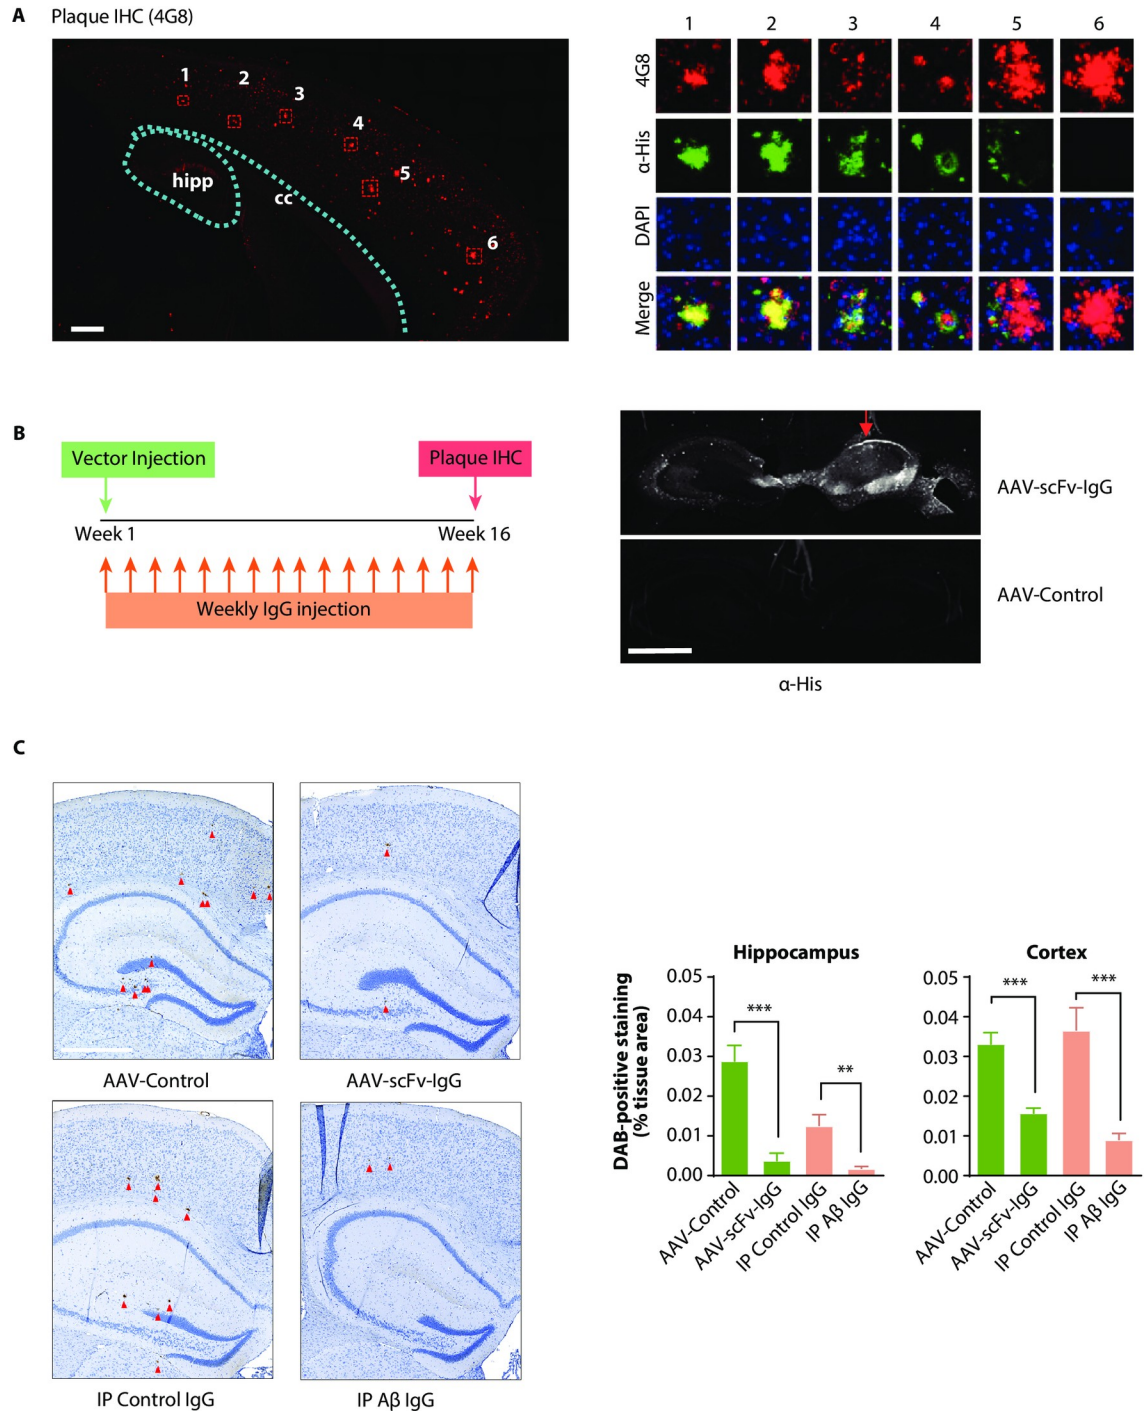 A
Plaque IHC (4G8)
1
2
3
4
5
6
hipp
cc
1 2 3 4 5 6
4G8
α-His
DAPI
Merge
B
Vector Injection
Plaque IHC
Week 1
Week 16
Weekly IgG injection
AAV-scFv-IgG
AAV-Control
α-His
C
AAV-Control
AAV-scFv-IgG
IP Control IgG
IP Aβ IgG
DAB-positive staining
(% tissue area)
Hippocampus
0.05
0.04
0.03
0.02
0.01
0.00
***
**
AAV-Control
AAV-scFv-IgG
IP Control IgG
IP Aβ IgG
Cortex
0.05
0.04
0.03
0.02
0.01
0.00
***
***
AAV-Control
AAV-scFv-IgG
IP Control IgG
IP Aβ IgG